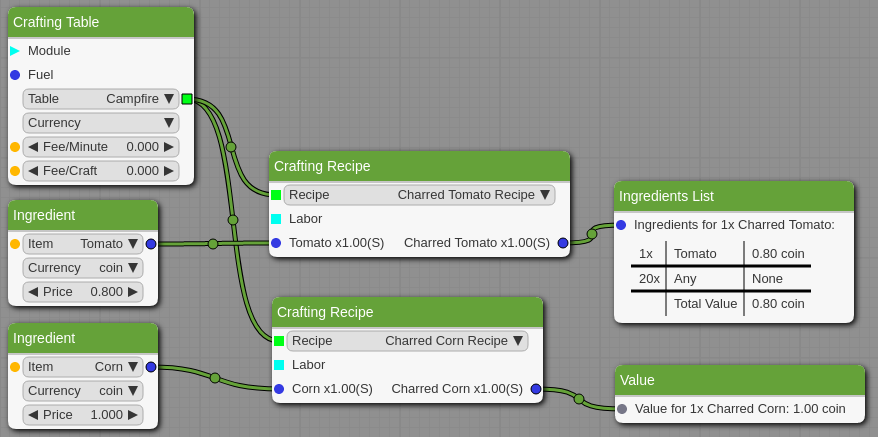 Crafting Table
Module
Fuel
Table Campfire
Currency
Fee/Minute 0.000
Fee/Craft 0.000
Ingredient
Item Tomato
Currency coin
Price 0.800
Ingredient
Item Corn
Currency coin
Price 1.000
Crafting Recipe
Recipe Charred Tomato Recipe
Labor
Tomato x1.00(S) Charred Tomato x1.00(S)
Crafting Recipe
Recipe Charred Corn Recipe
Labor
Corn x1.00(S) Charred Corn x1.00(S)
Ingredients List
Ingredients for 1x Charred Tomato:
1x Tomato 0.80 coin
20x Any None
Total Value 0.80 coin
Value
Value for 1x Charred Corn: 1.00 coin